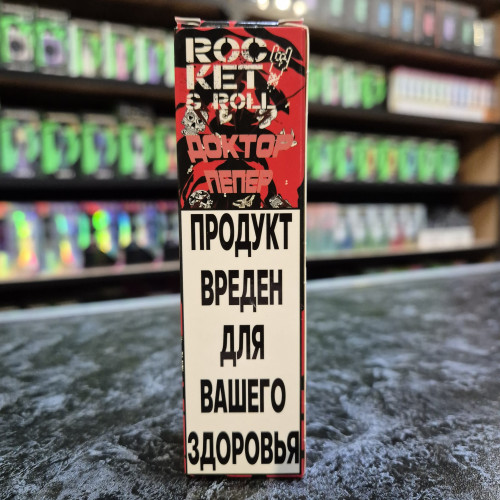 ROC
KET
& ROLL
ДОКТОР
ПЕПЕР
ПРОДУКТ
ВРЕДЕН
ДЛЯ
ВАШЕГО
ЗДОРОВЬЯ